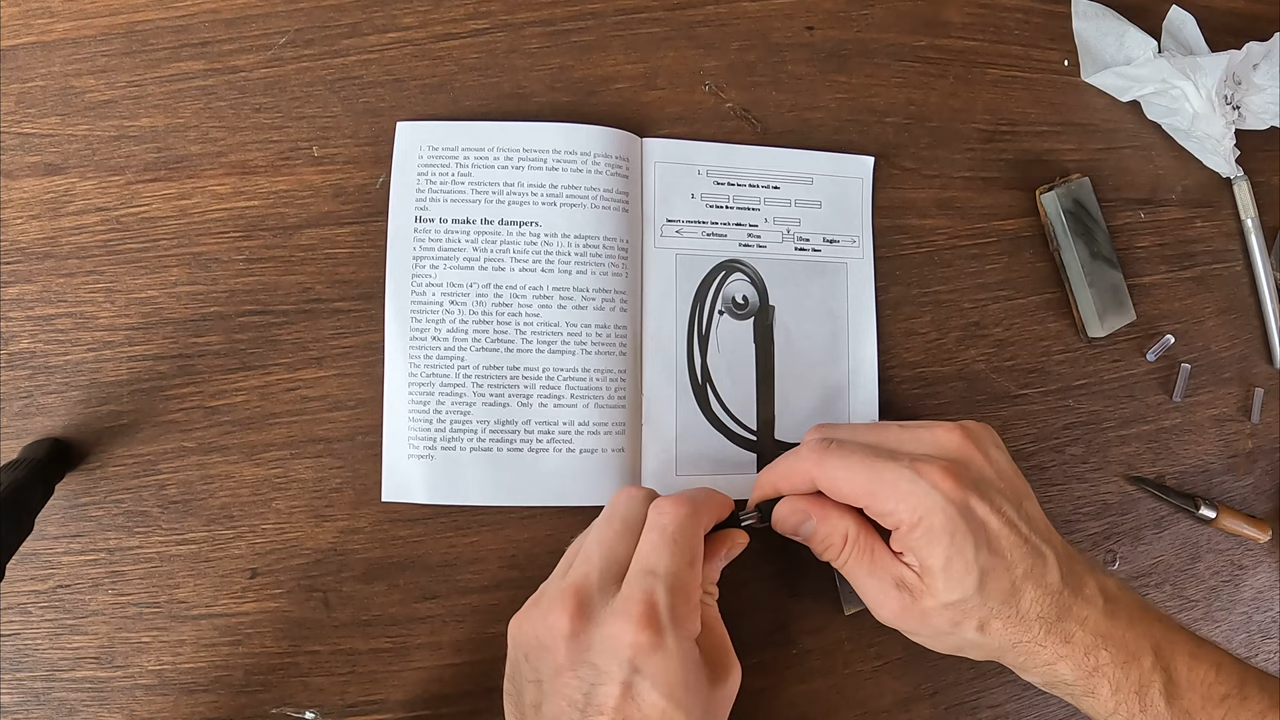 1. The small amount of friction between the rods and guides which
is overcome as soon as the pulsating vacuum of the engine is
connected. This friction can vary from tube to tube in the Carbtune
and is not a fault.
2. The air-flow restricters that fit inside the rubber tubes and damp
the fluctuations. There will always be a small amount of fluctuation
and this is necessary for the gauges to work properly. Do not oil the
rods.
How to make the dampers.
Refer to drawing opposite. In the bag with the adapters there is a
fine bore thick wall clear plastic tube (No 1). It is about 8cm long
x 5mm diameter. With a craft knife cut the thick wall tube into four
approximately equal pieces. These are the four restricters (No 2).
(For the 2-column the tube is about 4cm long and is cut into 2
pieces.)
Cut about 10cm (4") off the end of each 1 metre black rubber hose.
Push a restricter into the 10cm rubber hose. Now push the
remaining 90cm (3ft) rubber hose onto the other side of the
restricter (No 3). Do this for each hose.
The length of the rubber hose is not critical. You can make them
longer by adding more hose. The restricters need to be at least
about 90cm from the Carbtune. The longer the tube between the
restricters and the Carbtune, the more the damping. The shorter, the
less the damping.
The restricted part of rubber tube must go towards the engine, not
the Carbtune. If the restricters are beside the Carbtune it will not be
properly damped. The restricters will reduce fluctuations to give
accurate readings. You want average readings. Restricters do not
change the average readings. Only the amount of fluctuation
around the average.
Moving the gauges very slightly off vertical will add some extra
friction and damping if necessary but make sure the rods are still
pulsating slightly or the readings may be affected.
The rods need to pulsate to some degree for the gauge to work
properly.
1.
Clear fine bore thick wall tube
2.
Cut into four restricters
3.
Insert a restricter into each rubber hose
Carbtune 90cm 10cm Engine
Rubber Hose Rubber Hose